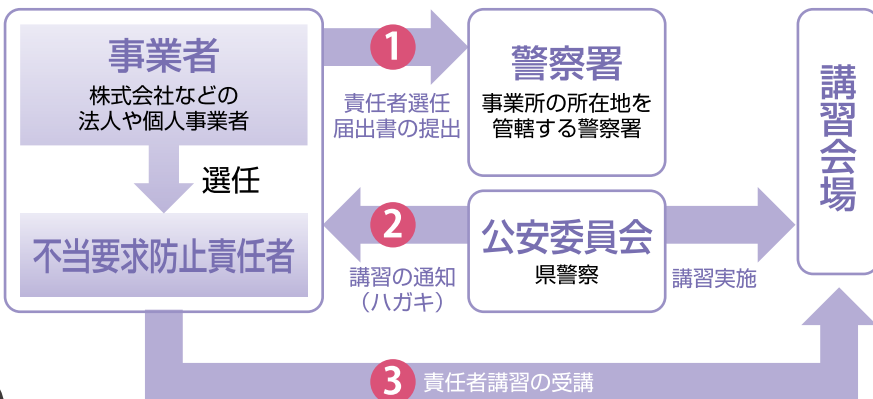 事業者
株式会社などの
法人や個人事業者
選任
不当要求防止責任者
1
責任者選任
届出書の提出
警察署
事業所の所在地を
管轄する警察署
2
講習の通知
（ハガキ）
公安委員会
県警察
講習実施
講習会場
3 責任者講習の受講